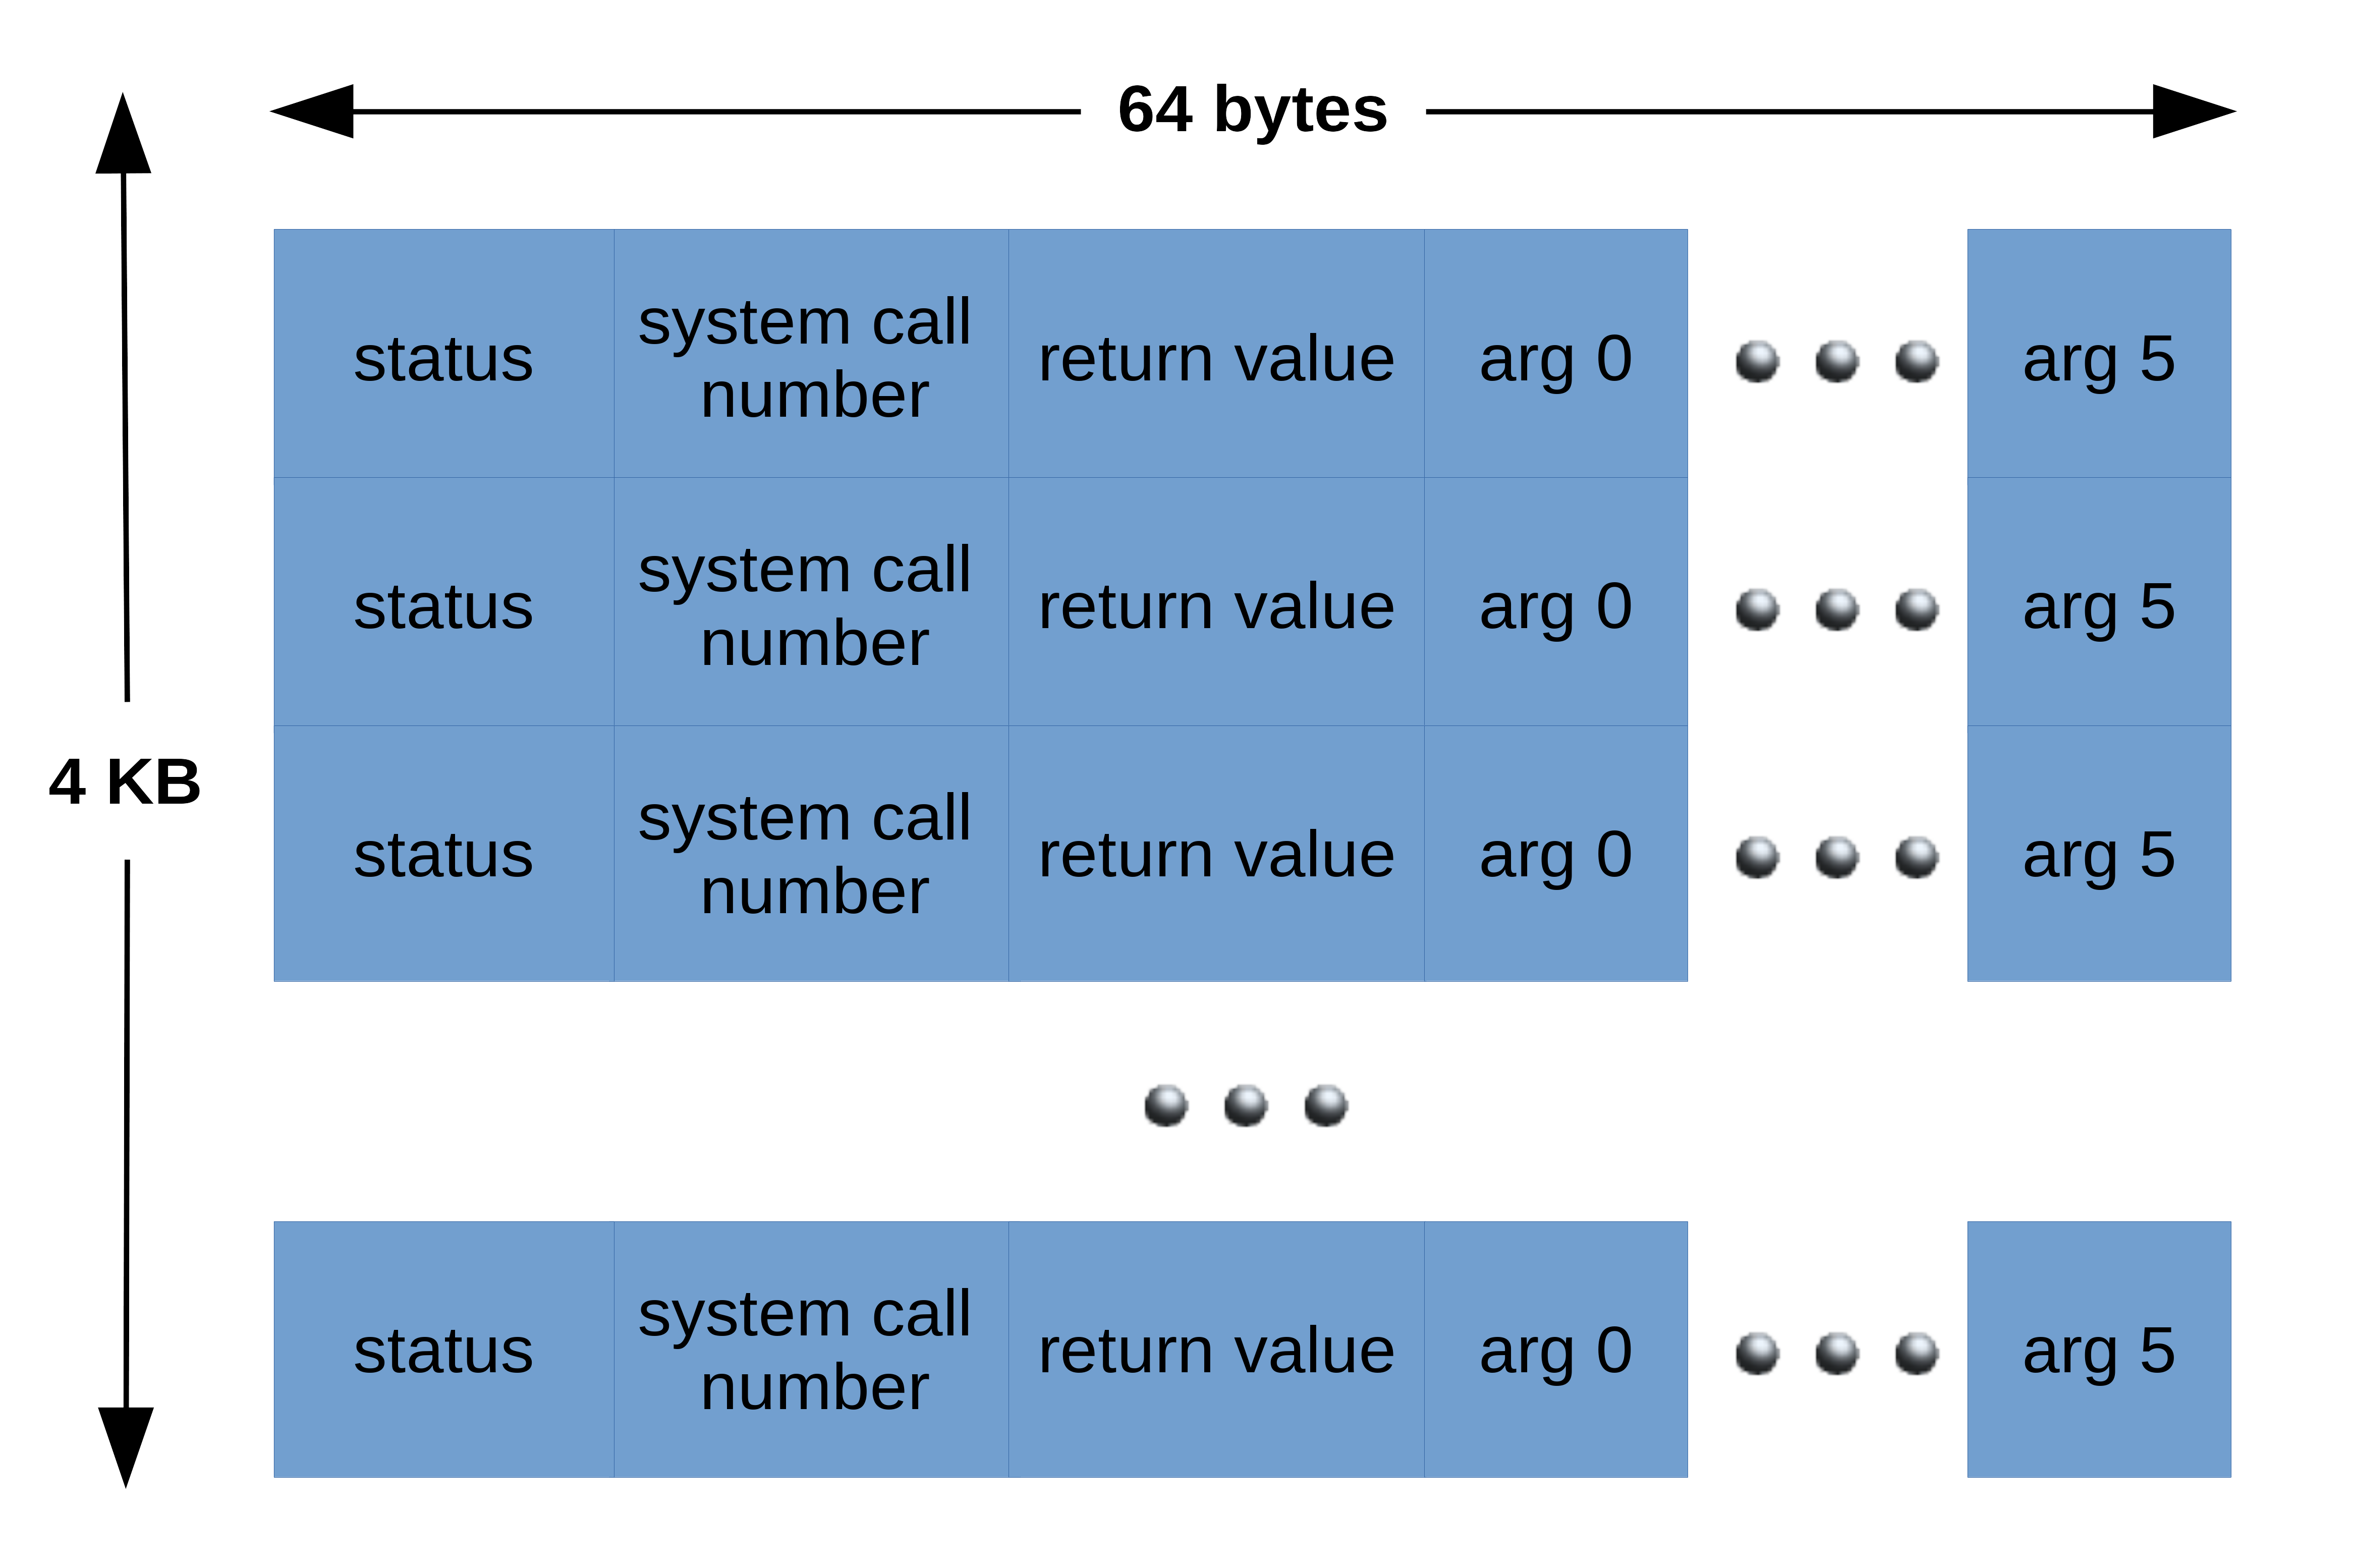 64 bytes
status
system call
number
return value
arg 0
arg 5
status
system call
number
return value
arg 0
arg 5
4 KB
status
system call
number
return value
arg 0
arg 5
status
system call
number
return value
arg 0
arg 5